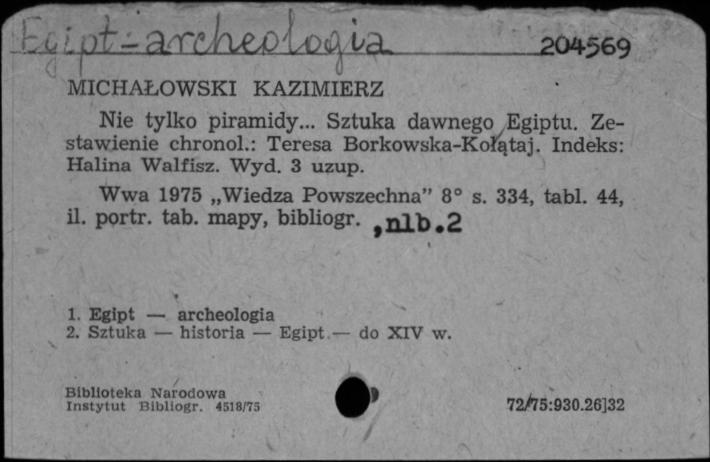 Egipt - archeologia 204569
MICHAŁOWSKI KAZIMIERZ
Nie tylko piramidy... Sztuka dawnego Egiptu. Ze-
stawienie chronol.: Teresa Borkowska-Kołątaj. Indeks:
Halina Walfisz. Wyd. 3 uzup.
Wwa 1975 „Wiedza Powszechna” 8° s. 334, tabl. 44,
il. portr. tab. mapy, bibliogr. ,nlb.2
1. Egipt — archeologia
2. Sztuka — historia — Egipt — do XIV w.
Biblioteka Narodowa
Instytut Bibliogr. 4518/75 72/75:930.26]32